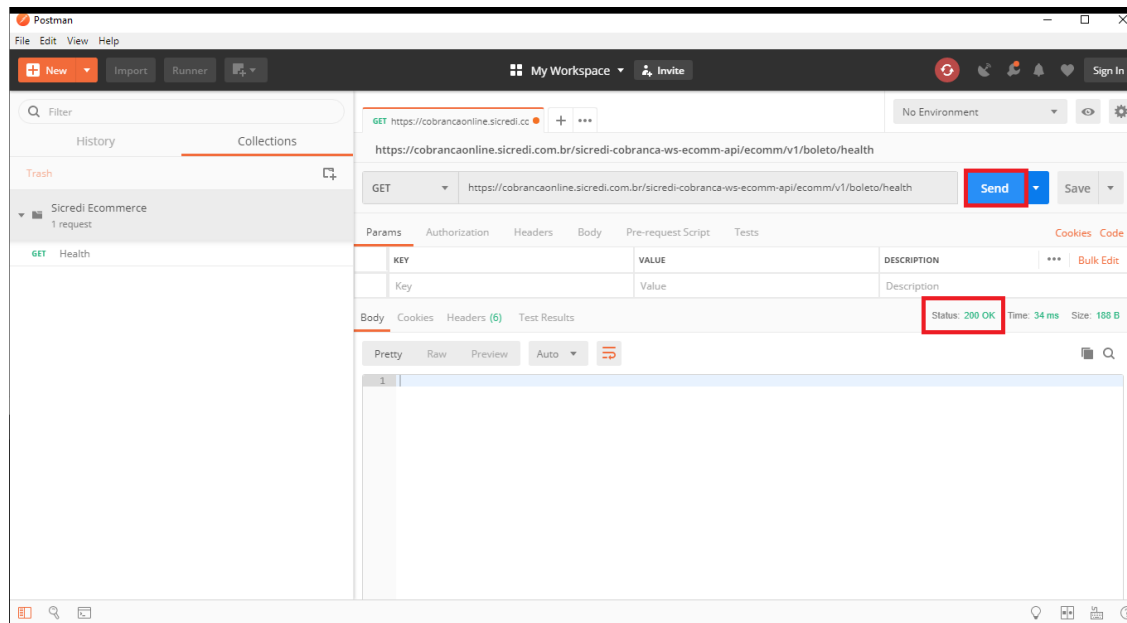 Postman
File Edit View Help
New Import Runner My Workspace Invite Sign In
Filter
History Collections
Trash
Sicredi Ecommerce
1 request
GET Health
GET https://cobrancaonline.sicredi.cc + ••• No Environment
https://cobrancaonline.sicredi.com.br/sicredi-cobranca-ws-ecomm-api/ecomm/v1/boleto/health
GET https://cobrancaonline.sicredi.com.br/sicredi-cobranca-ws-ecomm-api/ecomm/v1/boleto/health Send Save
Params Authorization Headers Body Pre-request Script Tests Cookies Code
KEY VALUE DESCRIPTION ••• Bulk Edit
Key Value Description
Body Cookies Headers (6) Test Results Status: 200 OK Time: 34 ms Size: 188 B
Pretty Raw Preview Auto
1